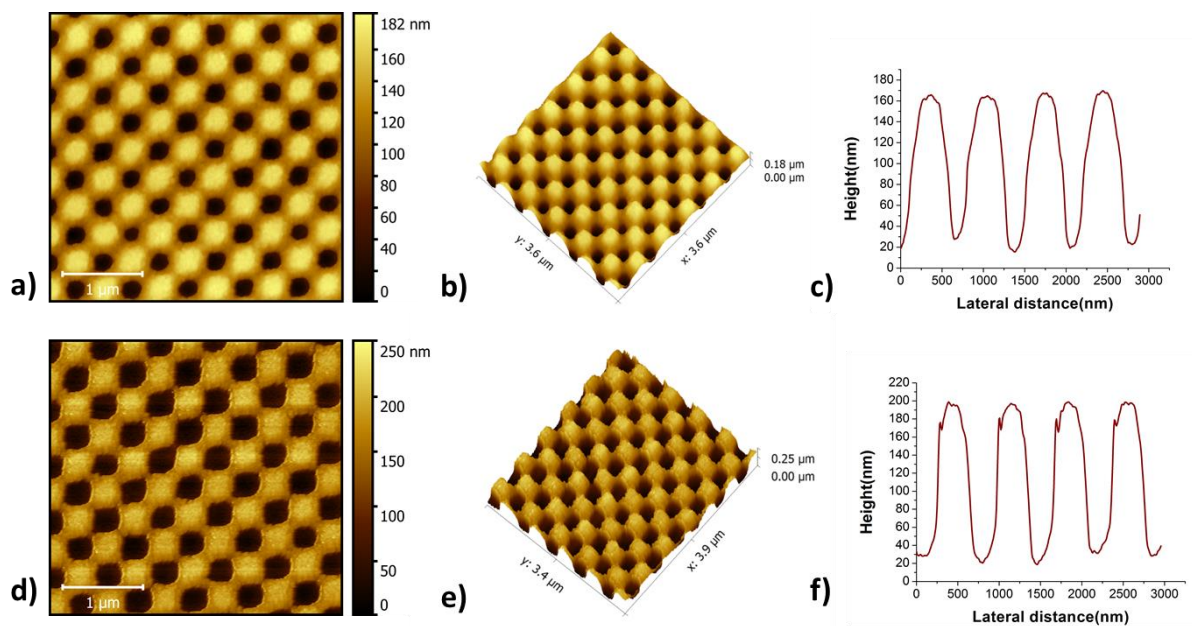 a)
1 µm
182 nm
160
140
120
100
80
60
40
0
b)
y: 3.6 µm
x: 3.6 µm
0.18 µm
0.00 µm
c)
Height(nm)
180
160
140
120
100
80
60
40
20
0
0 500 1000 1500 2000 2500 3000
Lateral distance(nm)
d)
1 µm
250 nm
200
150
100
50
0
e)
y: 3.4 µm
x: 3.9 µm
0.25 µm
0.00 µm
f)
Height(nm)
220
200
180
160
140
120
100
80
60
40
20
0
0 500 1000 1500 2000 2500 3000
Lateral distance(nm)